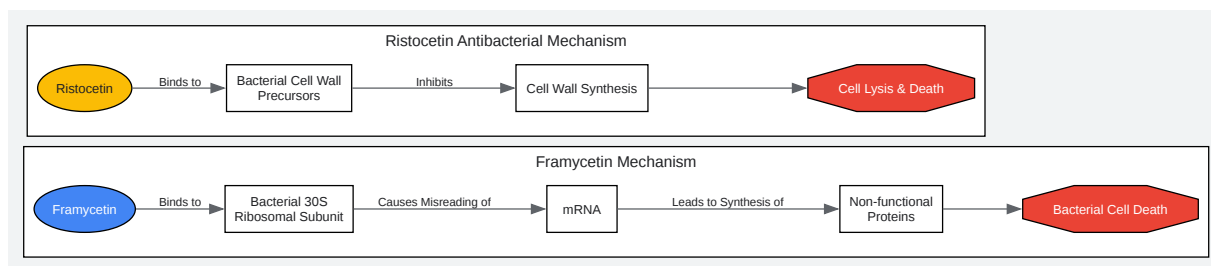 Ristocetin Antibacterial Mechanism
Ristocetin
Binds to
Bacterial Cell Wall
Precursors
Inhibits
Cell Wall Synthesis
Cell Lysis & Death
Framycetin Mechanism
Framycetin
Binds to
Bacterial 30S
Ribosomal Subunit
Causes Misreading of
mRNA
Leads to Synthesis of
Non-functional
Proteins
Bacterial Cell Death